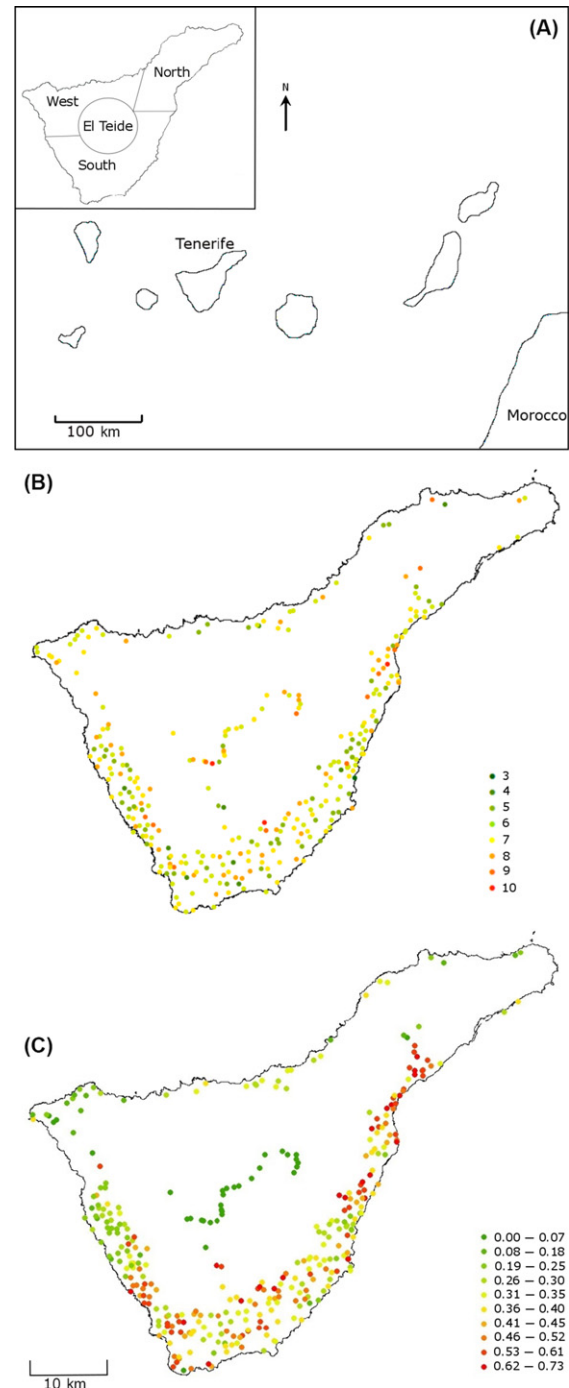 (A)
North
West
El Teide
South
N
Tenerife
Morocco
100 km
(B)
3
4
5
6
7
8
9
10
(C)
0.00 – 0.07
0.08 – 0.18
0.19 – 0.25
0.26 – 0.30
0.31 – 0.35
0.36 – 0.40
0.41 – 0.45
0.46 – 0.52
0.53 – 0.61
0.62 – 0.73
10 km